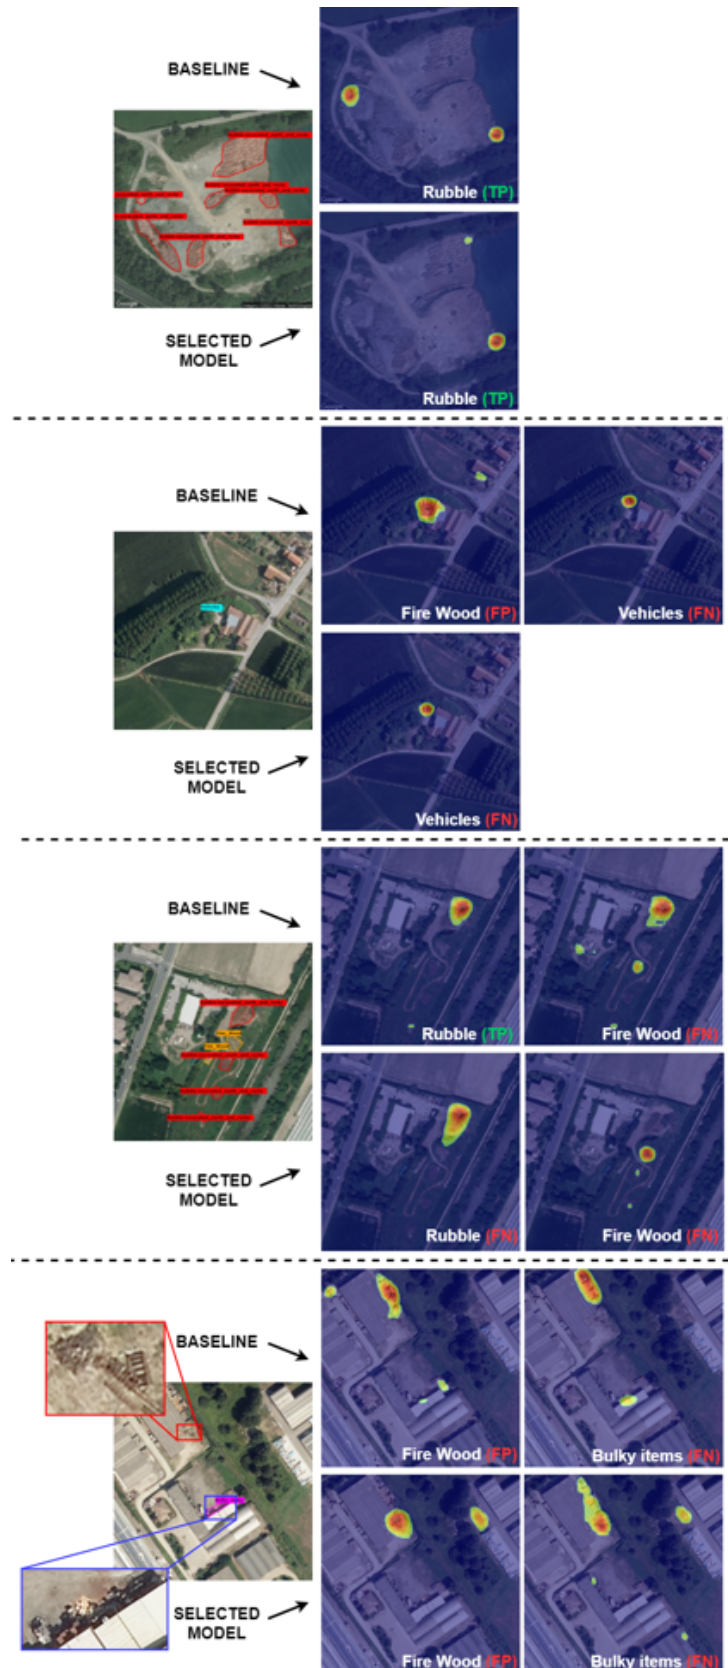 BASELINE
Rubble (TP)
SELECTED
MODEL
Rubble (TP)
BASELINE
Fire Wood (FP)
Vehicles (FN)
SELECTED
MODEL
Vehicles (FN)
BASELINE
Rubble (TP)
Fire Wood (FN)
SELECTED
MODEL
Rubble (FN)
Fire Wood (FN)
BASELINE
Fire Wood (FP)
Bulky items (FN)
SELECTED
MODEL
Fire Wood (FP)
Bulky items (FN)